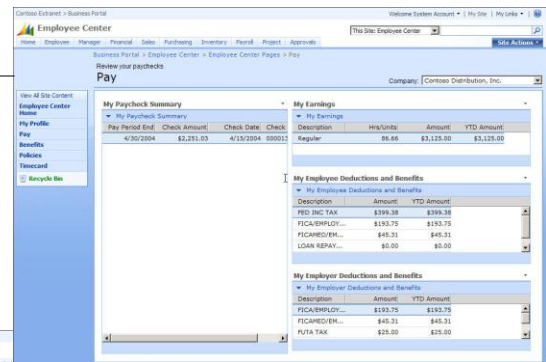 Contoso Extranet > Business Portal
Welcome System Account | My Site | My Links
Employee Center
This Site: Employee Center
Home Employee Manager Financial Sales Purchasing Inventory Payroll Project Approvals
Site Actions
Business Portal > Employee Center > Employee Center Pages > Pay
Review your paychecks
Pay
Company: Contoso Distribution, Inc.
View All Site Content
Employee Center Home
My Profile
Pay
Benefits
Policies
Timecard
Recycle Bin
My Paycheck Summary
My Paycheck Summary
Pay Period End Check Amount Check Date Check
4/30/2004 $2,251.03 4/15/2004 000013
My Earnings
My Earnings
Description Hrs/Units Amount YTD Amount
Regular 86.66 $3,125.00 $3,125.00
My Employee Deductions and Benefits
My Employee Deductions and Benefits
Description Amount YTD Amount
FED INC TAX $399.38 $399.38
FICA/EMPLOY... $193.75 $193.75
FICAMED/EM... $45.31 $45.31
LOAN REPAY... $0.00 $0.00
My Employer Deductions and Benefits
My Employer Deductions and Benefits
Description Amount YTD Amount
FICA/EMPLOY... $193.75 $193.75
FICAMED/EM... $45.31 $45.31
FUTA TAX $25.00 $25.00